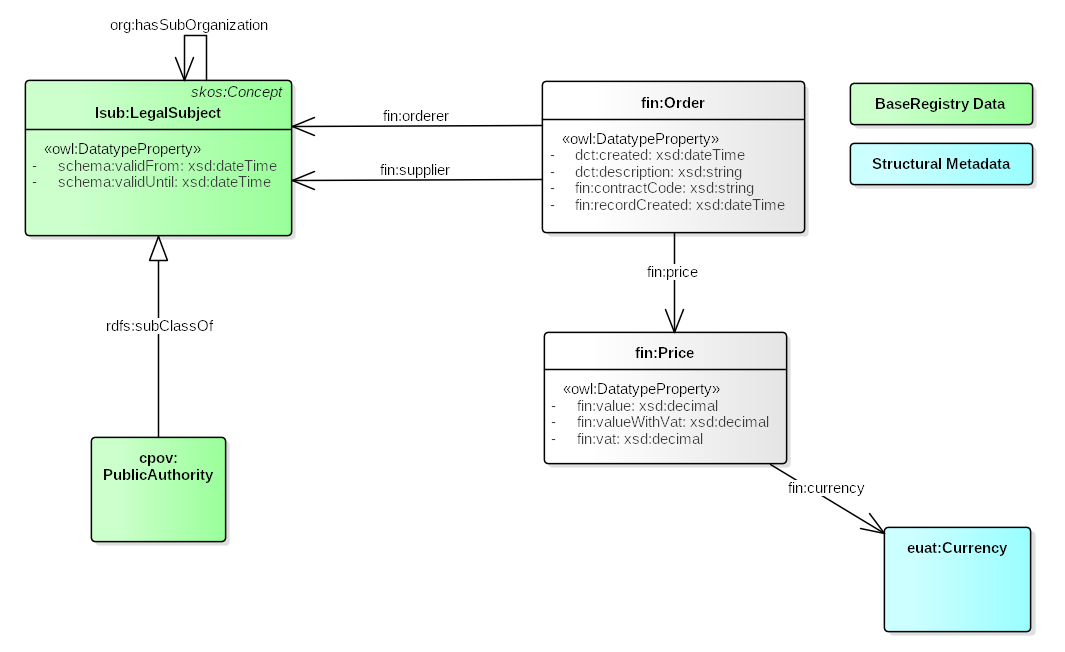 org:hasSubOrganization
skos:Concept
lsub:LegalSubject
«owl:DatatypeProperty»
- schema:validFrom: xsd:dateTime
- schema:validUntil: xsd:dateTime
fin:orderer
fin:supplier
fin:Order
«owl:DatatypeProperty»
- dct:created: xsd:dateTime
- dct:description: xsd:string
- fin:contractCode: xsd:string
- fin:recordCreated: xsd:dateTime
BaseRegistry Data
Structural Metadata
fin:price
rdfs:subClassOf
fin:Price
«owl:DatatypeProperty»
- fin:value: xsd:decimal
- fin:valueWithVat: xsd:decimal
- fin:vat: xsd:decimal
cpov:
PublicAuthority
fin:currency
euat:Currency